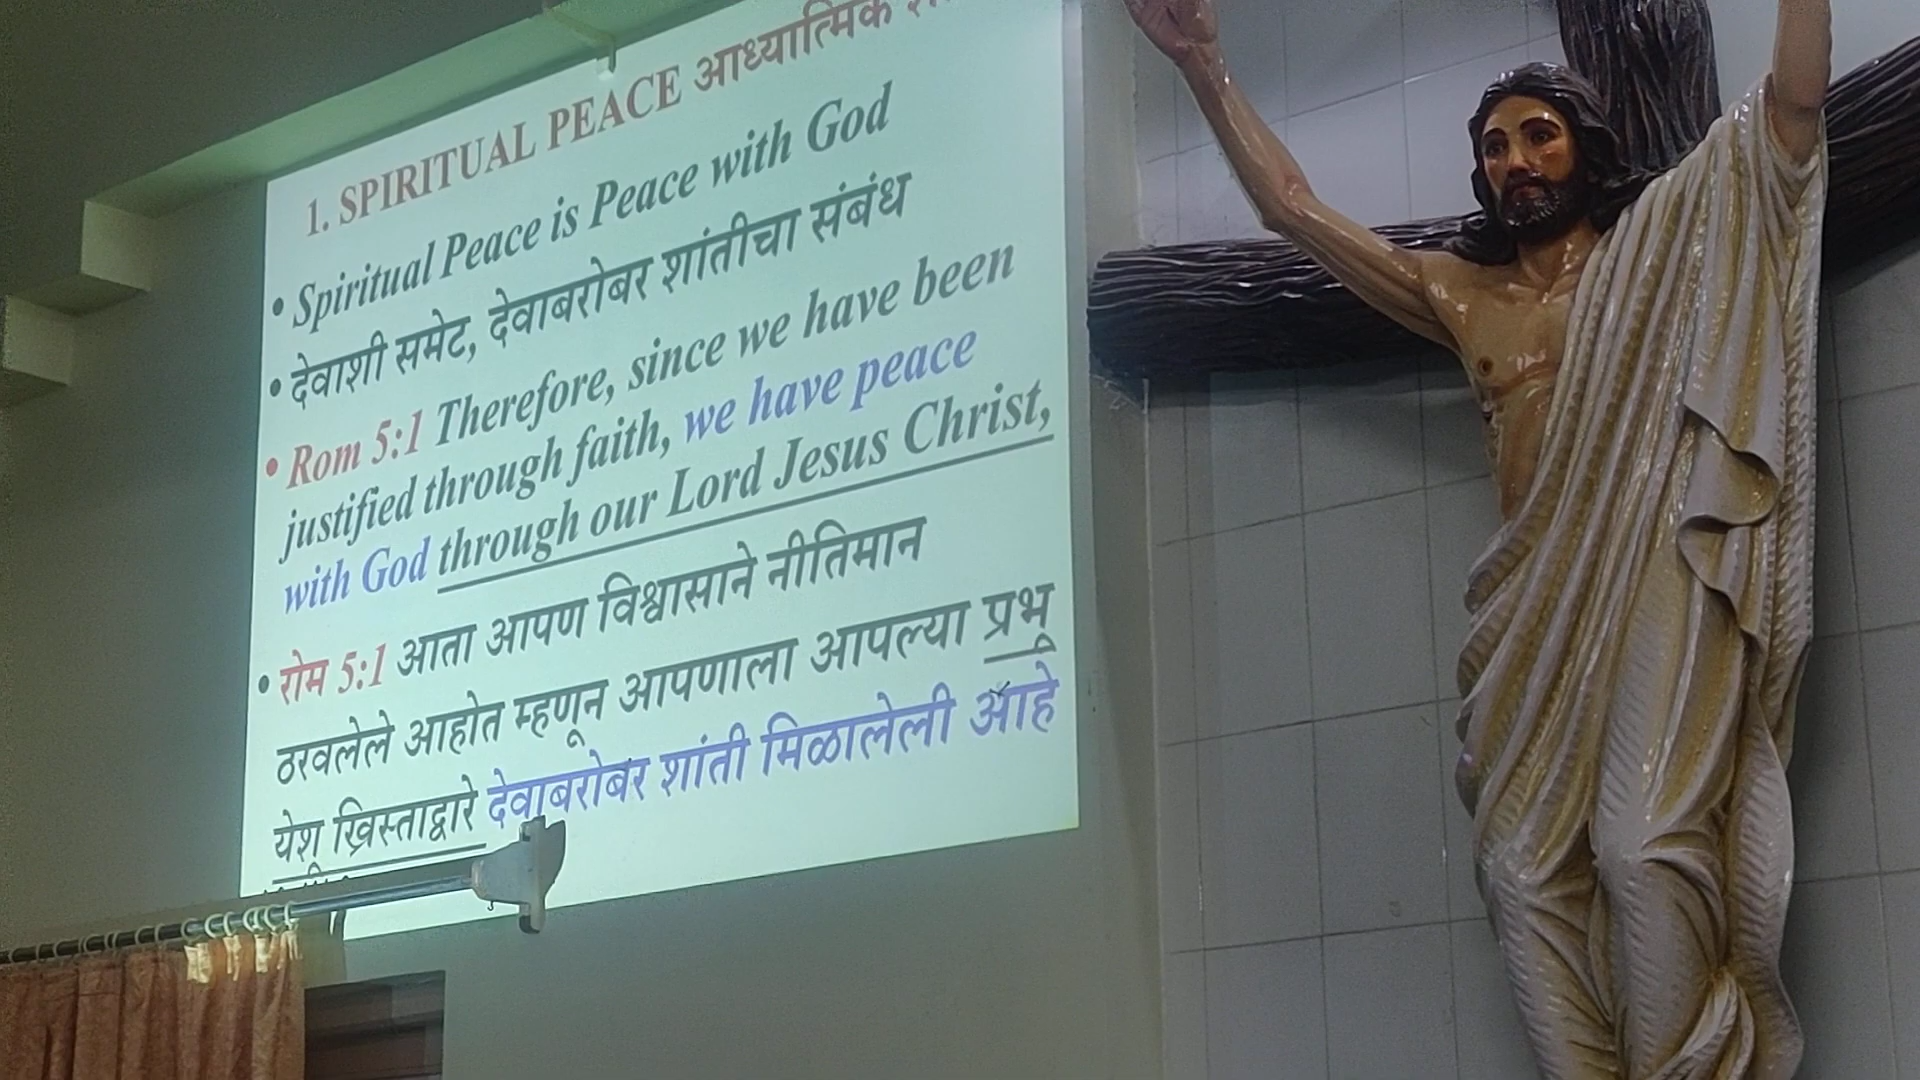 1. SPIRITUAL PEACE आध्यात्मिक
• Spiritual Peace is Peace with God
• देवाशी समेट, देवाबरोबर शांतीचा संबंध
• Rom 5:1 Therefore, since we have been
justified through faith, we have peace
with God through our Lord Jesus Christ,
• रोम 5:1 आता आपण विश्वासाने नीतिमान
ठरवलेले आहोत म्हणून आपणाला आपल्या प्रभू
येशू ख्रिस्ताद्वारे देवाबरोबर शांती मिळालेली आहे